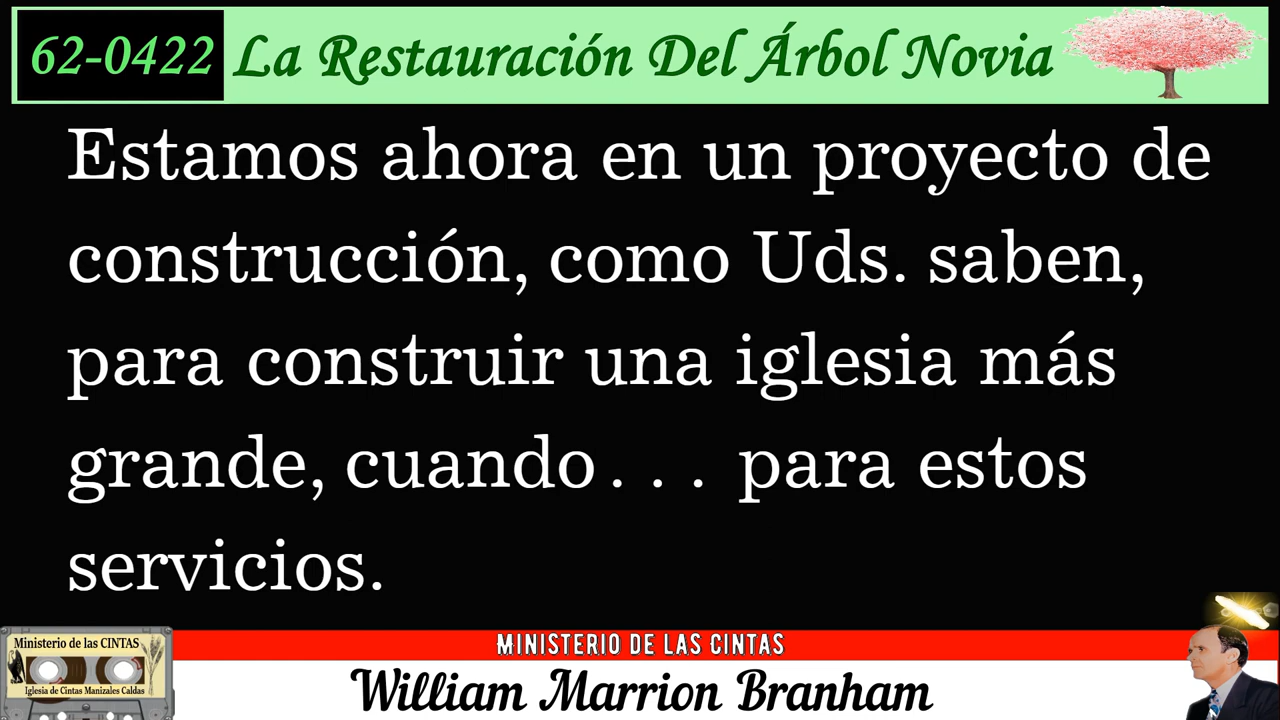 62-0422 La Restauración Del Árbol Novia
Estamos ahora en un proyecto de
construcción, como Uds. saben,
para construir una iglesia más
grande, cuando . . . para estos
servicios.
Ministerio de las CINTAS
Iglesia de Cintas Manizales Caldas
MINISTERIO DE LAS CINTAS
William Marrion Branham